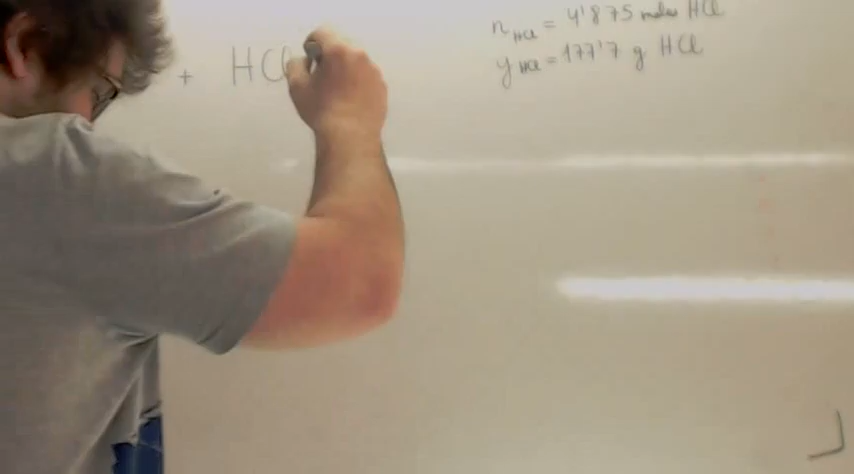 n HCl = 4'875 moles HCl
+ HCl
y HCl = 177'7 g HCl